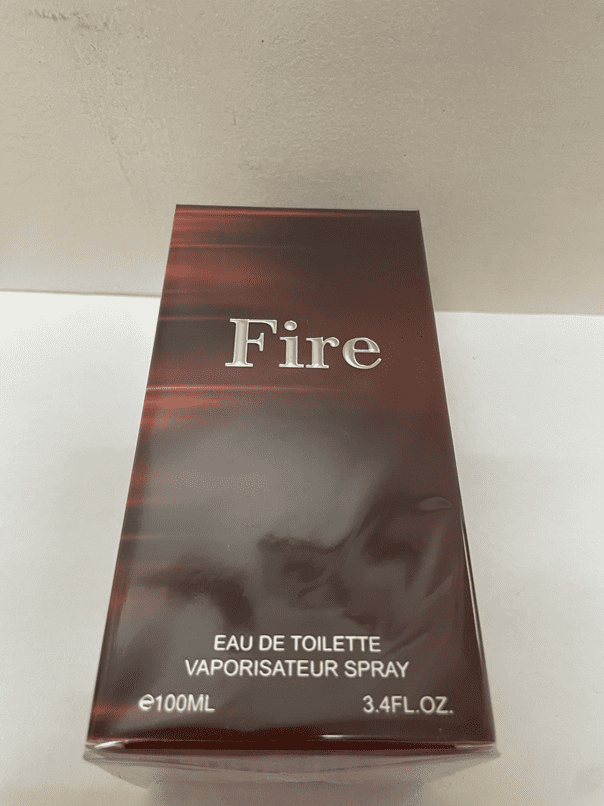 Fire
EAU DE TOILETTE
VAPORISATEUR SPRAY
℮100ML 3.4FL.OZ.